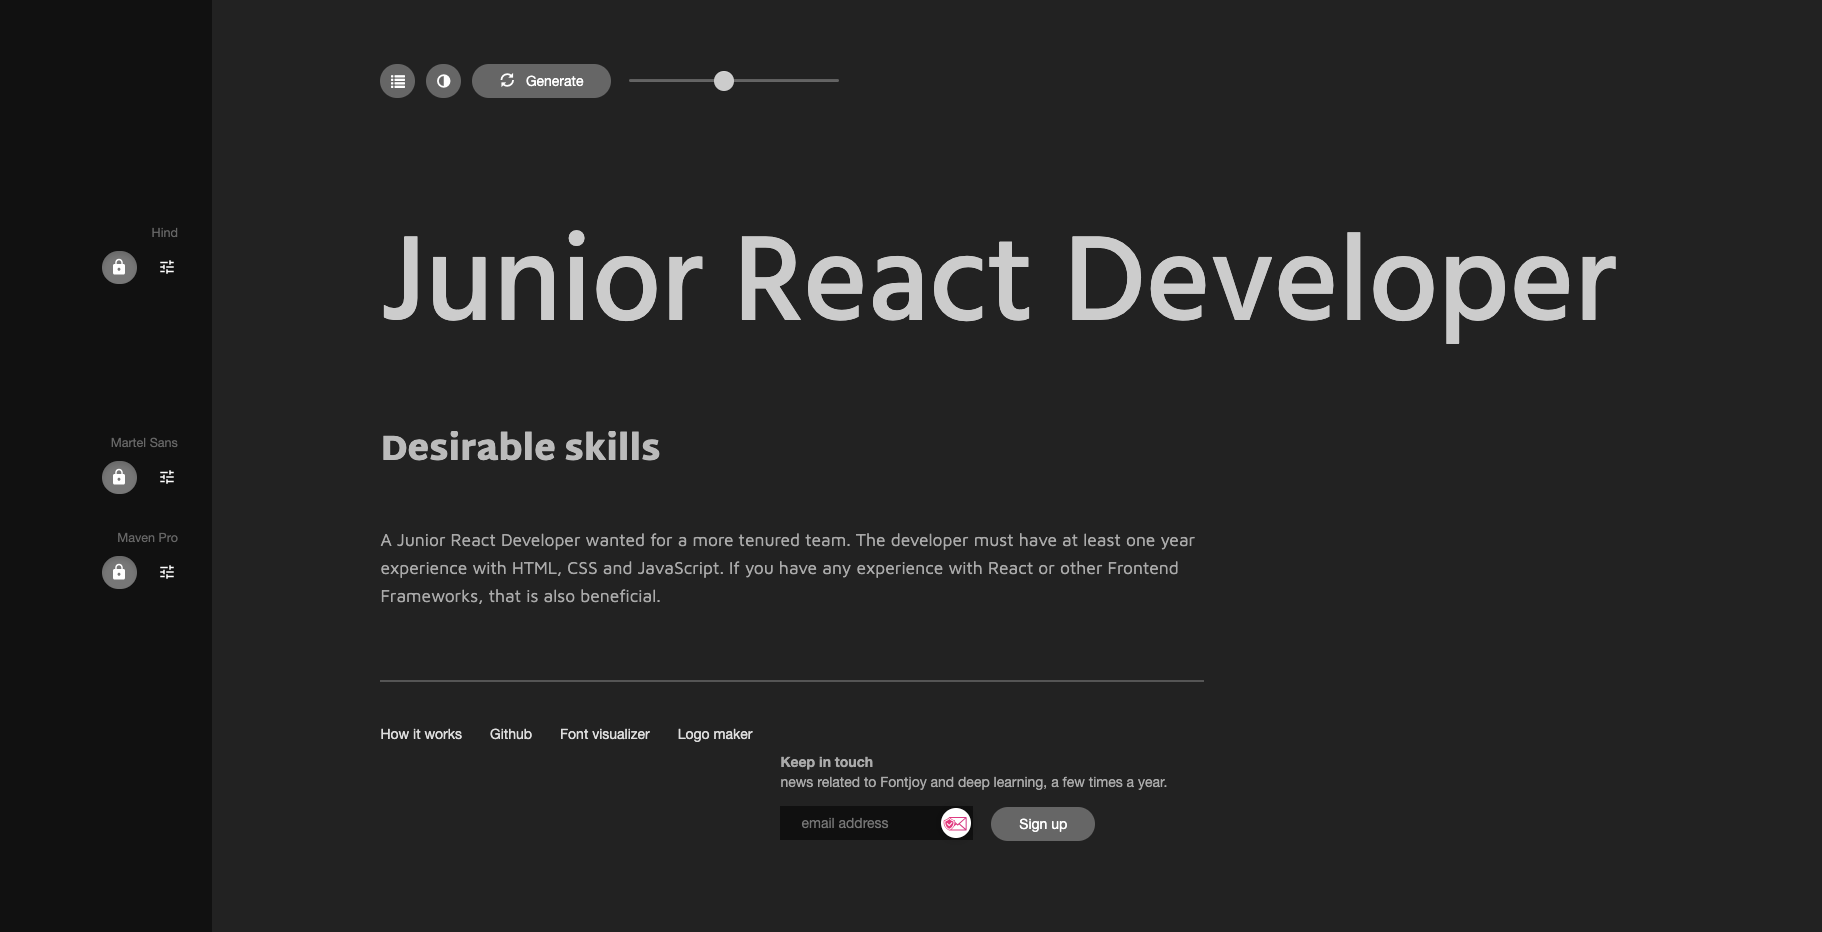 Generate
Hind
Junior React Developer
Martel Sans
Desirable skills
Maven Pro
A Junior React Developer wanted for a more tenured team. The developer must have at least one year
experience with HTML, CSS and JavaScript. If you have any experience with React or other Frontend
Frameworks, that is also beneficial.
How it works
Github
Font visualizer
Logo maker
Keep in touch
news related to Fontjoy and deep learning, a few times a year.
email address
Sign up